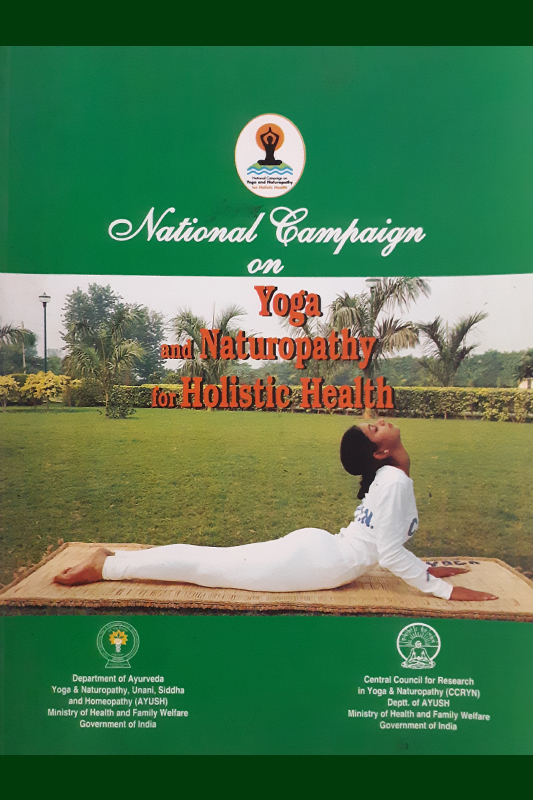 National Campaign on
Yoga and Naturopathy
for Holistic Health
National Campaign
on
Yoga
and Naturopathy
for Holistic Health
YOGA
Department of Ayurveda
Yoga & Naturopathy, Unani, Siddha
and Homeopathy (AYUSH)
Ministry of Health and Family Welfare
Government of India
Central Council for Research
in Yoga & Naturopathy (CCRYN)
Deptt. of AYUSH
Ministry of Health and Family Welfare
Government of India